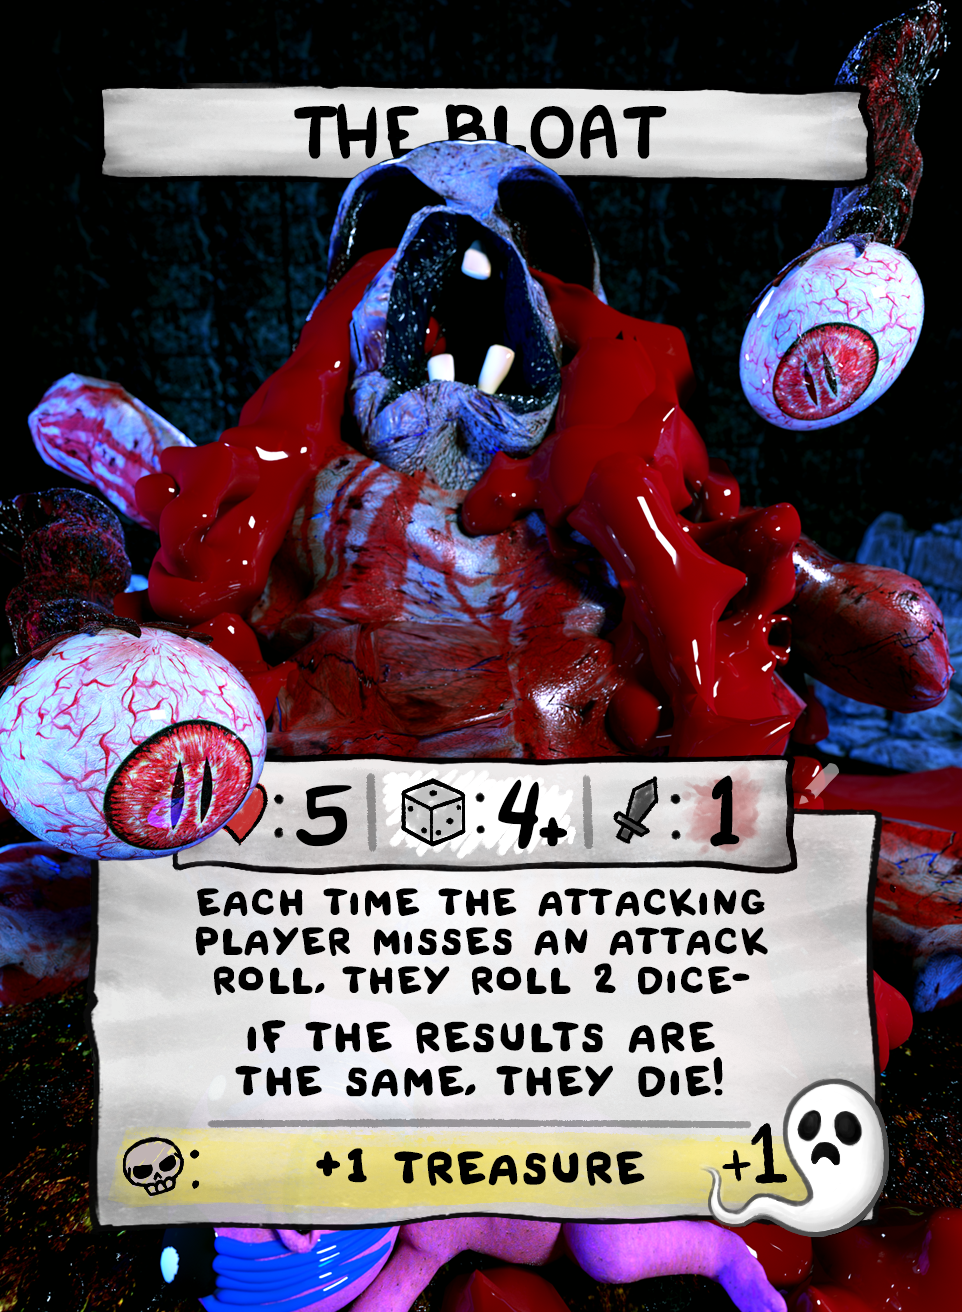 THE BLOAT
:5 :4+ :1
EACH TIME THE ATTACKING
PLAYER MISSES AN ATTACK
ROLL, THEY ROLL 2 DICE-
IF THE RESULTS ARE
THE SAME, THEY DIE!
: +1 TREASURE +1